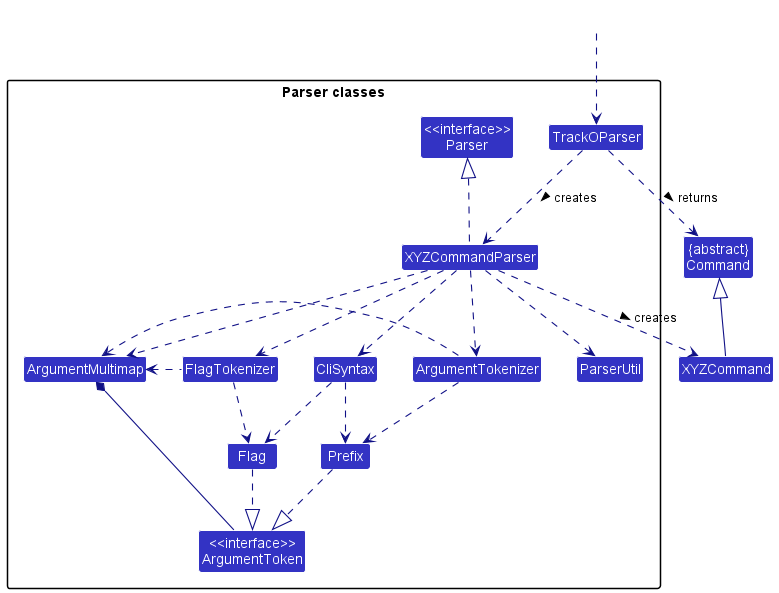 Parser classes
<<interface>>
Parser
TrackOParser
creates
returns
XYZCommandParser
{abstract}
Command
creates
ArgumentMultimap
FlagTokenizer
CliSyntax
ArgumentTokenizer
ParserUtil
XYZCommand
Flag
Prefix
<<interface>>
ArgumentToken